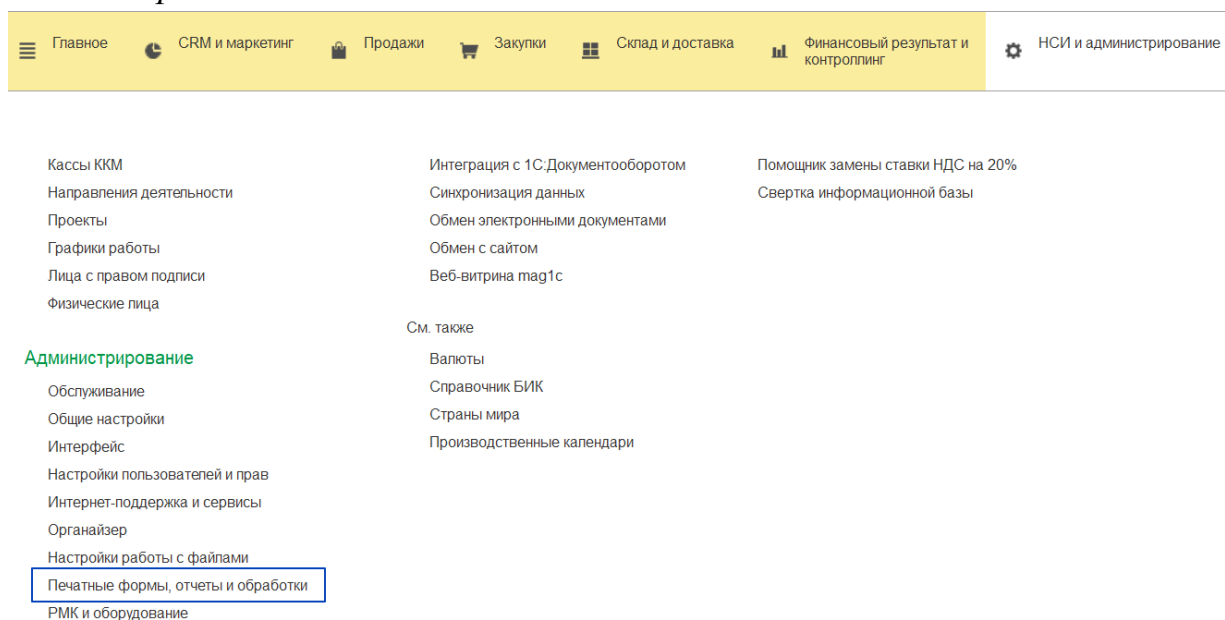 Главное
CRM и маркетинг
Продажи
Закупки
Склад и доставка
Финансовый результат и
контроллинг
НСИ и администрирование
Кассы ККМ
Направления деятельности
Проекты
Графики работы
Лица с правом подписи
Физические лица
Администрирование
Обслуживание
Общие настройки
Интерфейс
Настройки пользователей и прав
Интернет-поддержка и сервисы
Органайзер
Настройки работы с файлами
Печатные формы, отчеты и обработки
РМК и оборудование
Интеграция с 1С:Документооборотом
Синхронизация данных
Обмен электронными документами
Обмен с сайтом
Веб-витрина mag1c
См. также
Валюты
Справочник БИК
Страны мира
Производственные календари
Помощник замены ставки НДС на 20%
Свертка информационной базы